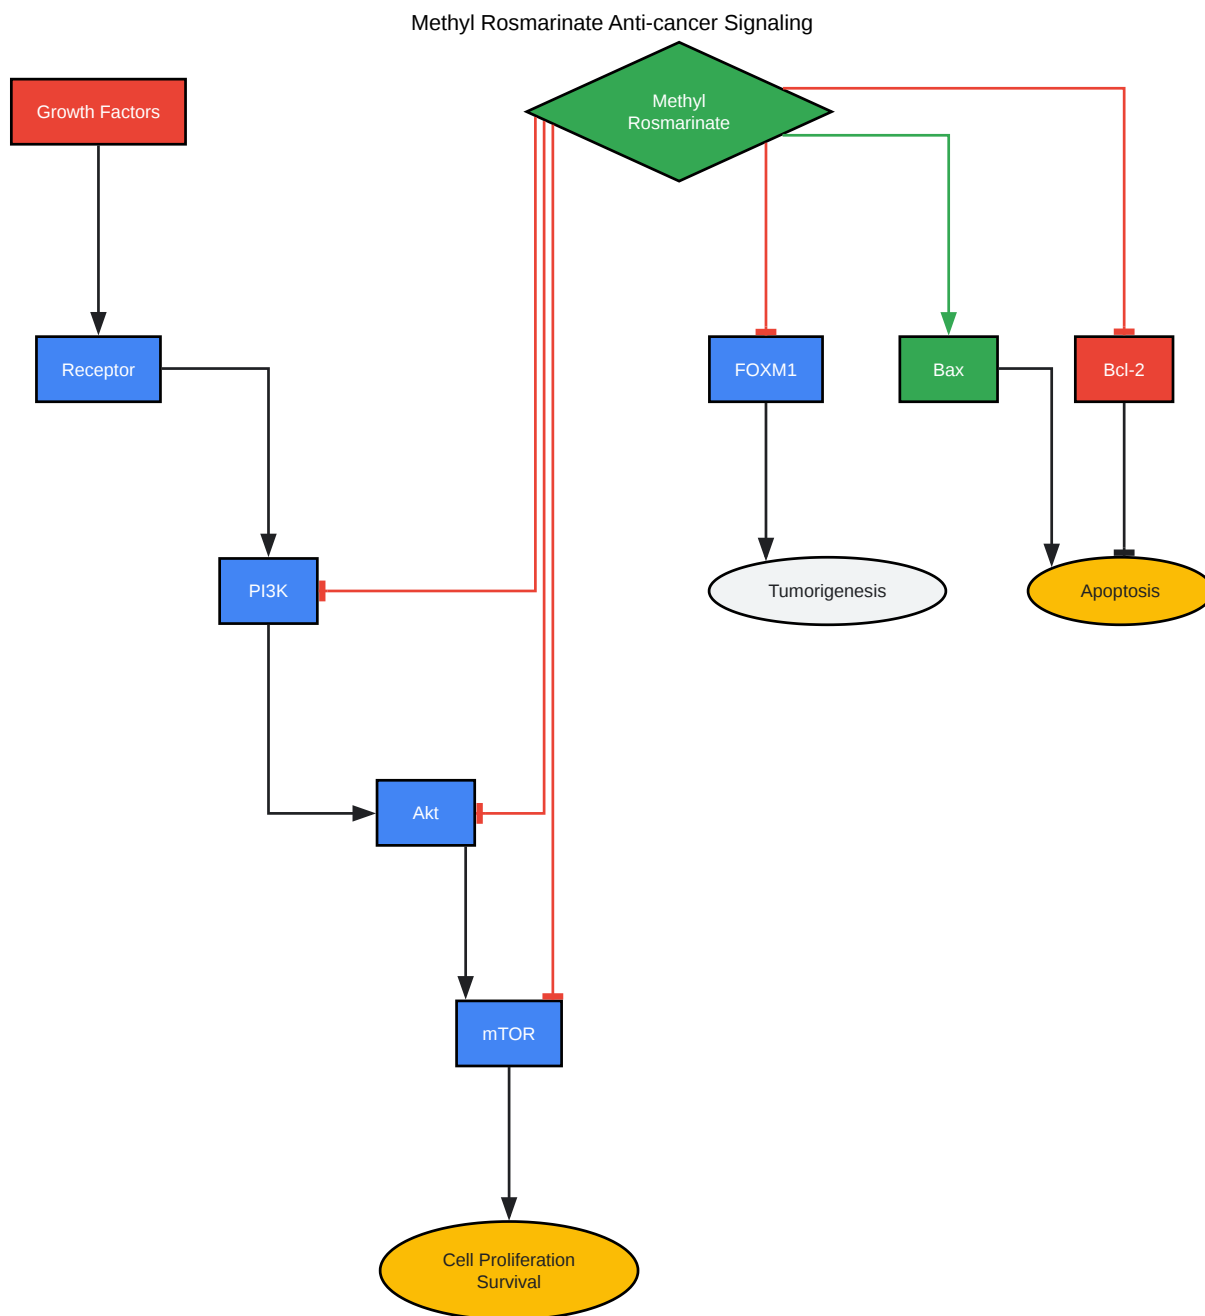 Methyl Rosmarinate Anti-cancer Signaling
Growth Factors
Methyl
Rosmarinate
Receptor
FOXM1
Bax
Bcl-2
PI3K
Tumorigenesis
Apoptosis
Akt
mTOR
Cell Proliferation
Survival